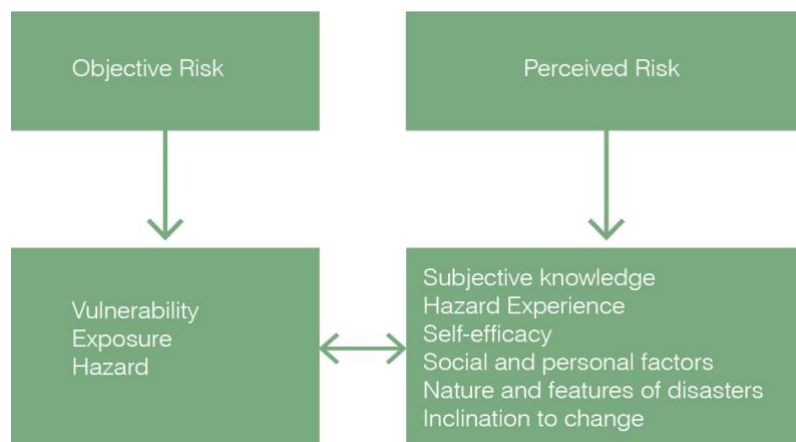 Objective Risk
Perceived Risk
Vulnerability
Exposure
Hazard
Subjective knowledge
Hazard Experience
Self-efficacy
Social and personal factors
Nature and features of disasters
Inclination to change